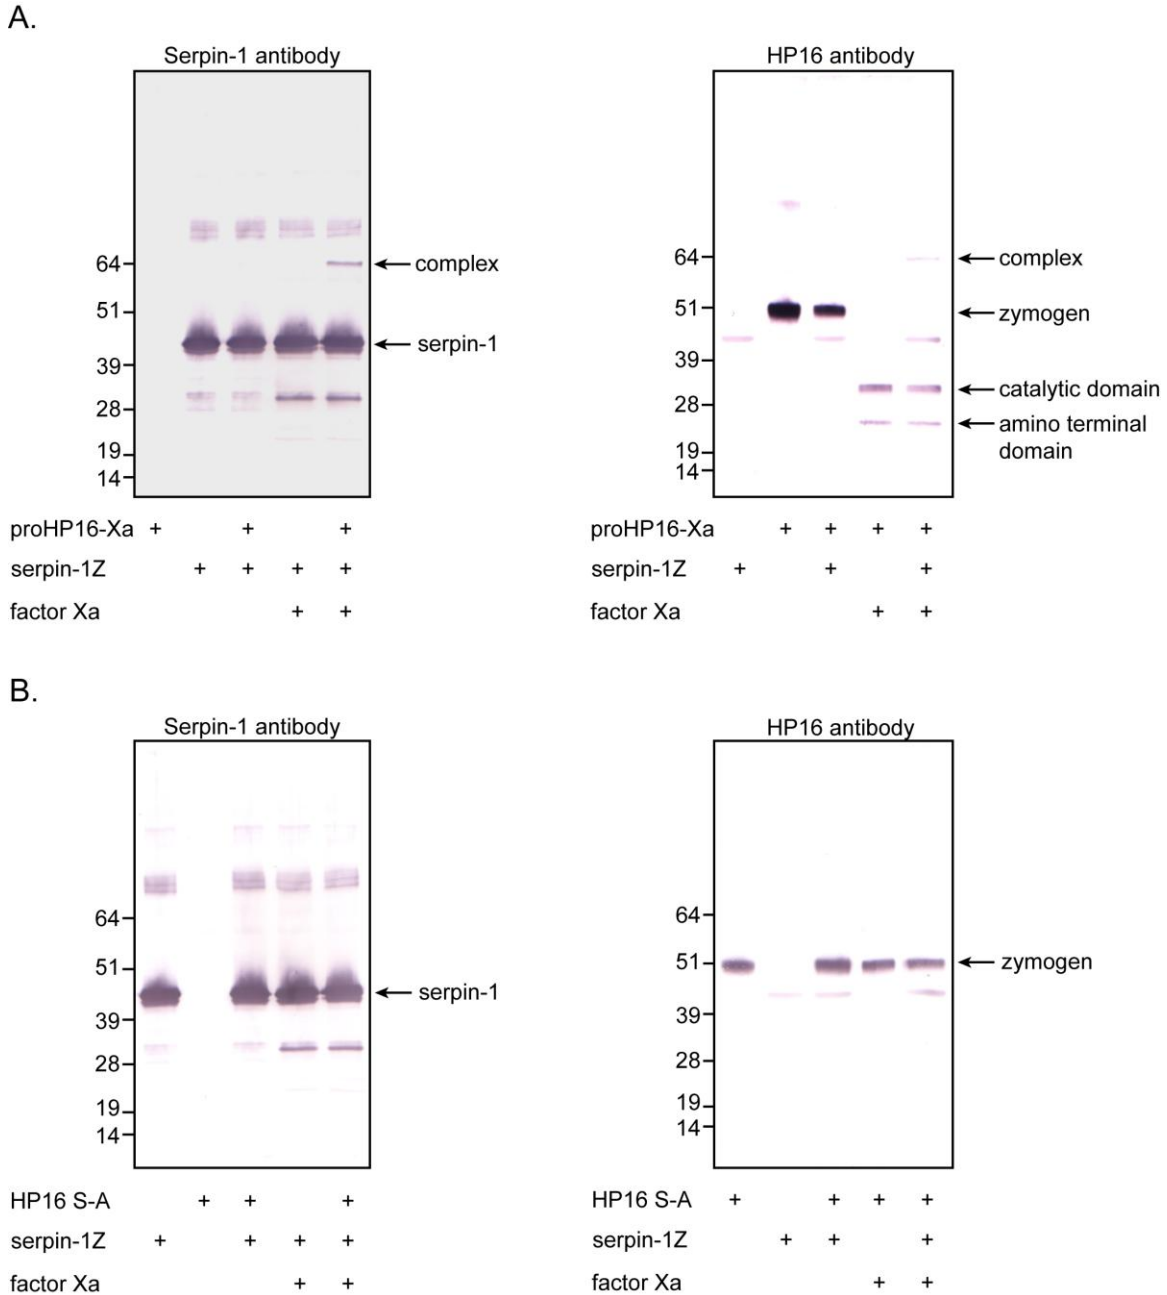 A.
Serpin-1 antibody
HP16 antibody
64
51
39
28
19
14
complex
serpin-1
64
51
39
28
19
14
complex
zymogen
catalytic domain
amino terminal
domain
proHP16-Xa + + +
serpin-1Z + + + +
factor Xa + +
proHP16-Xa + + + +
serpin-1Z + + +
factor Xa + +
B.
Serpin-1 antibody
HP16 antibody
64
51
39
28
19
14
serpin-1
64
51
39
28
19
14
zymogen
HP16 S-A + + +
serpin-1Z + + + +
factor Xa + +
HP16 S-A + + + +
serpin-1Z + + +
factor Xa + +